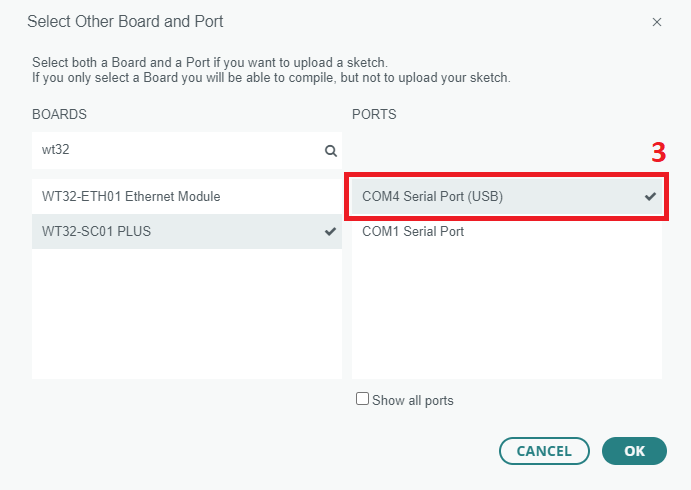 Select Other Board and Port
Select both a Board and a Port if you want to upload a sketch.
If you only select a Board you will be able to compile, but not to upload your sketch.
BOARDS
PORTS
wt32
3
WT32-ETH01 Ethernet Module
COM4 Serial Port (USB)
WT32-SC01 PLUS
COM1 Serial Port
Show all ports
CANCEL
OK